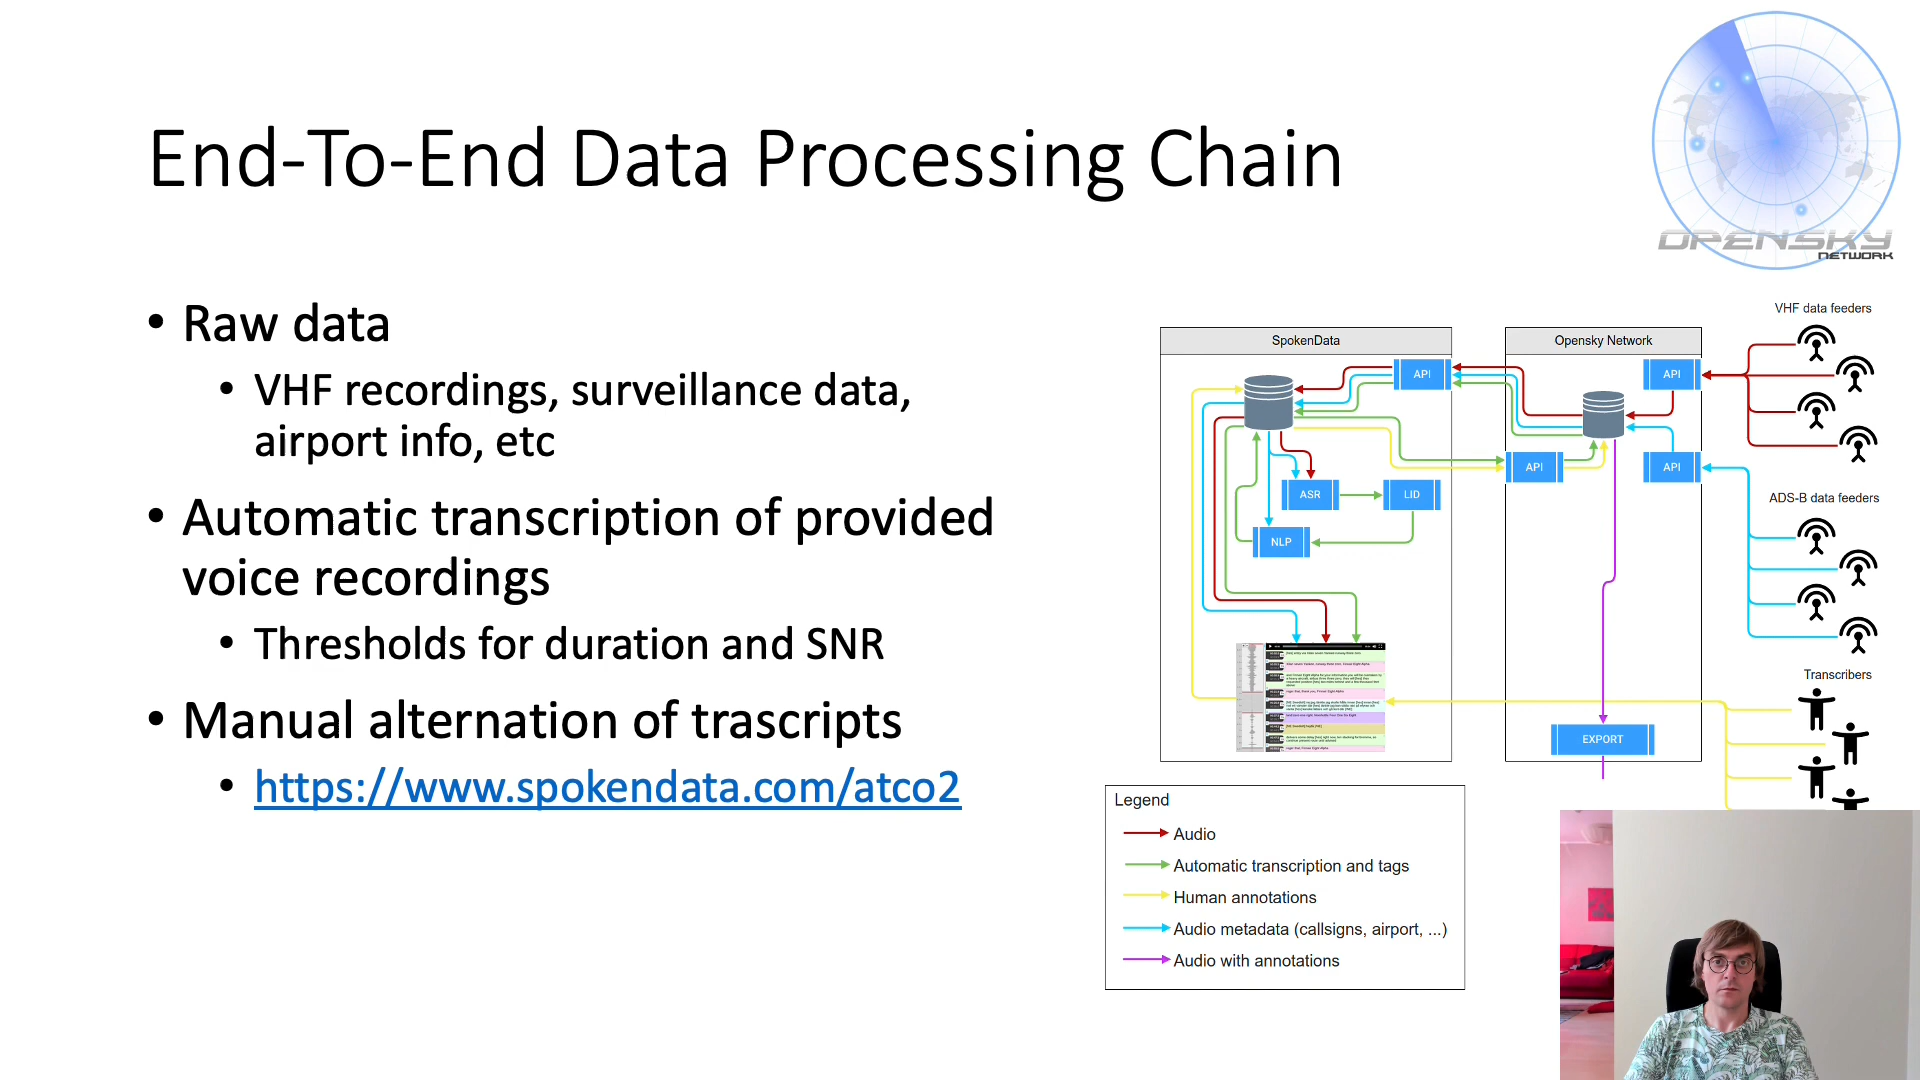 OPENSKY
NETWORK
End-To-End Data Processing Chain
• Raw data
• VHF recordings, surveillance data,
airport info, etc
• Automatic transcription of provided
voice recordings
• Thresholds for duration and SNR
• Manual alternation of trascripts
• https://www.spokendata.com/atco2
VHF data feeders
SpokenData
Opensky Network
API
API
API
API
ASR
LID
NLP
ADS-B data feeders
Transcribers
EXPORT
Legend
Audio
Automatic transcription and tags
Human annotations
Audio metadata (callsigns, airport, ...)
Audio with annotations